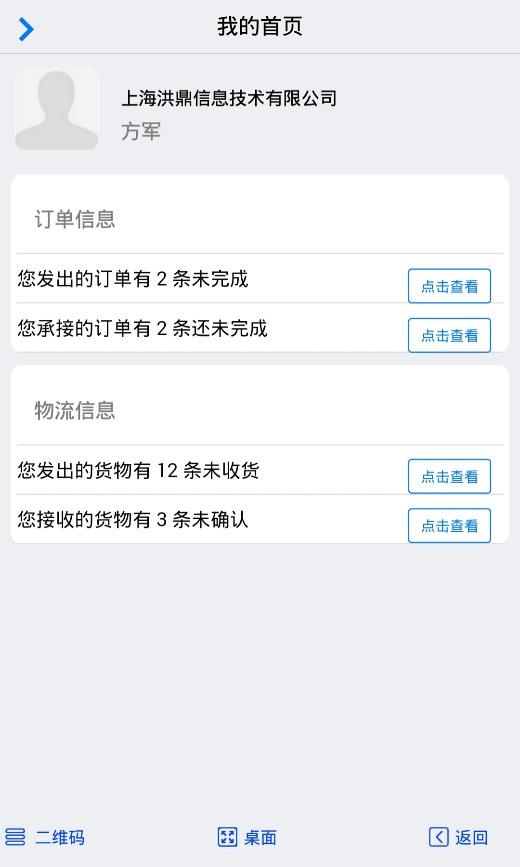 我的首页
上海洪鼎信息技术有限公司
方军
订单信息
您发出的订单有 2 条未完成
点击查看
您承接的订单有 2 条还未完成
点击查看
物流信息
您发出的货物有 12 条未收货
点击查看
您接收的货物有 3 条未确认
点击查看
二维码 桌面 返回